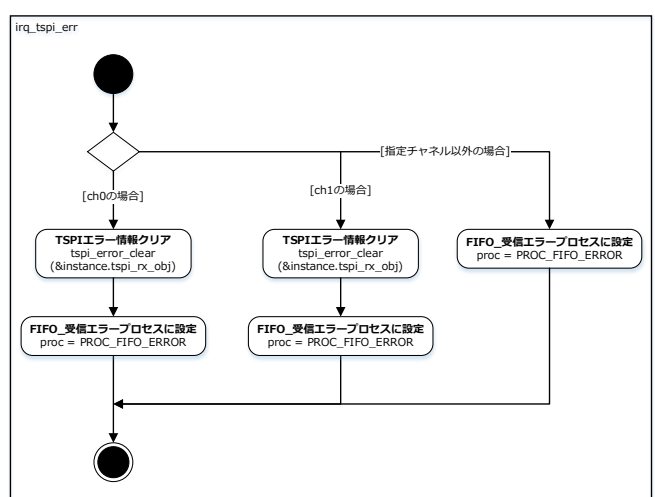 irq_tspi_err
[指定チャネル以外の場合]
[ch0の場合]
[ch1の場合]
TSPIエラー情報クリア
tspi_error_clear
(&instance.tspi_rx_obj)
TSPIエラー情報クリア
tspi_error_clear
(&instance.tspi_rx_obj)
FIFO_受信エラープロセスに設定
proc = PROC_FIFO_ERROR
FIFO_受信エラープロセスに設定
proc = PROC_FIFO_ERROR
FIFO_受信エラープロセスに設定
proc = PROC_FIFO_ERROR